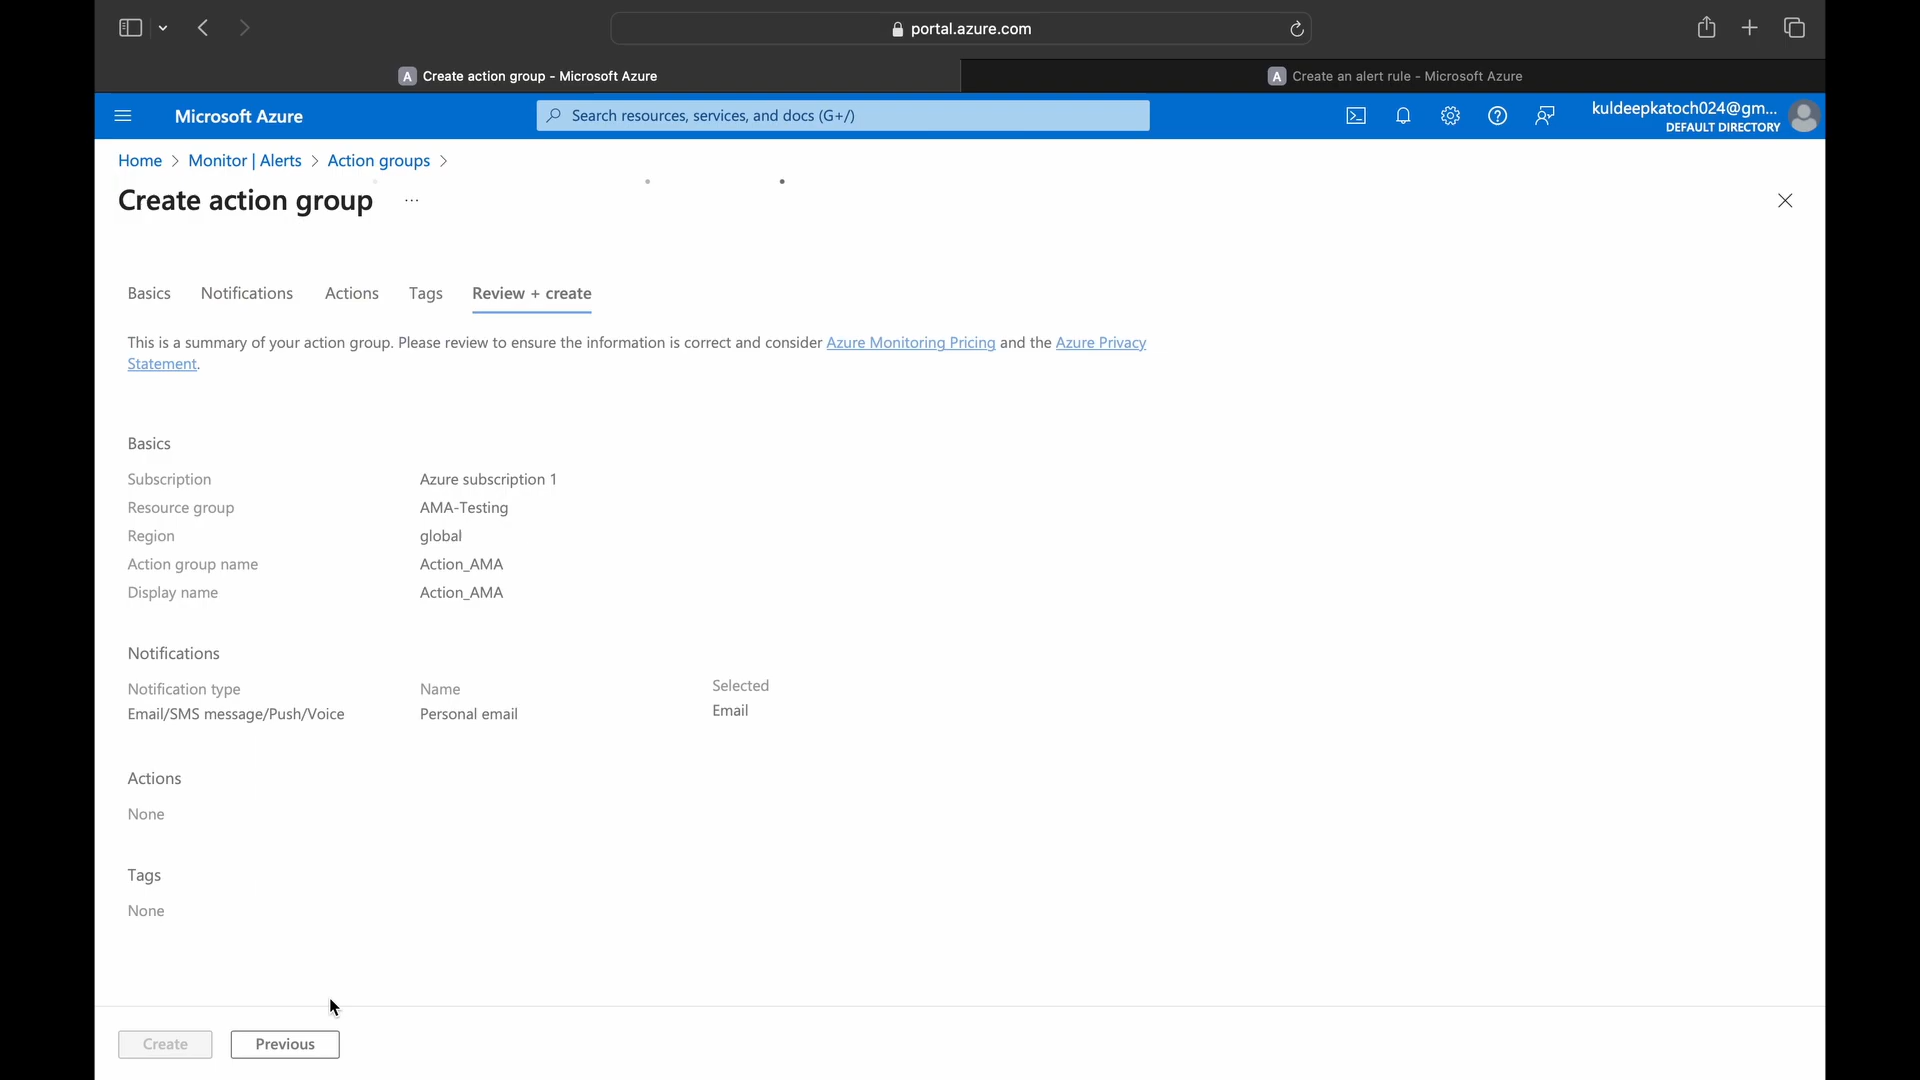 portal.azure.com
A Create action group - Microsoft Azure
A Create an alert rule - Microsoft Azure
Microsoft Azure
Search resources, services, and docs (G+/)
kuldeepkatoch024@gm...
DEFAULT DIRECTORY
Home > Monitor | Alerts > Action groups >
Create action group ...
Basics Notifications Actions Tags Review + create
This is a summary of your action group. Please review to ensure the information is correct and consider Azure Monitoring Pricing and the Azure Privacy
Statement.
Basics
Subscription Azure subscription 1
Resource group AMA-Testing
Region global
Action group name Action_AMA
Display name Action_AMA
Notifications
Notification type Name Selected
Email/SMS message/Push/Voice Personal email Email
Actions
None
Tags
None
Create Previous